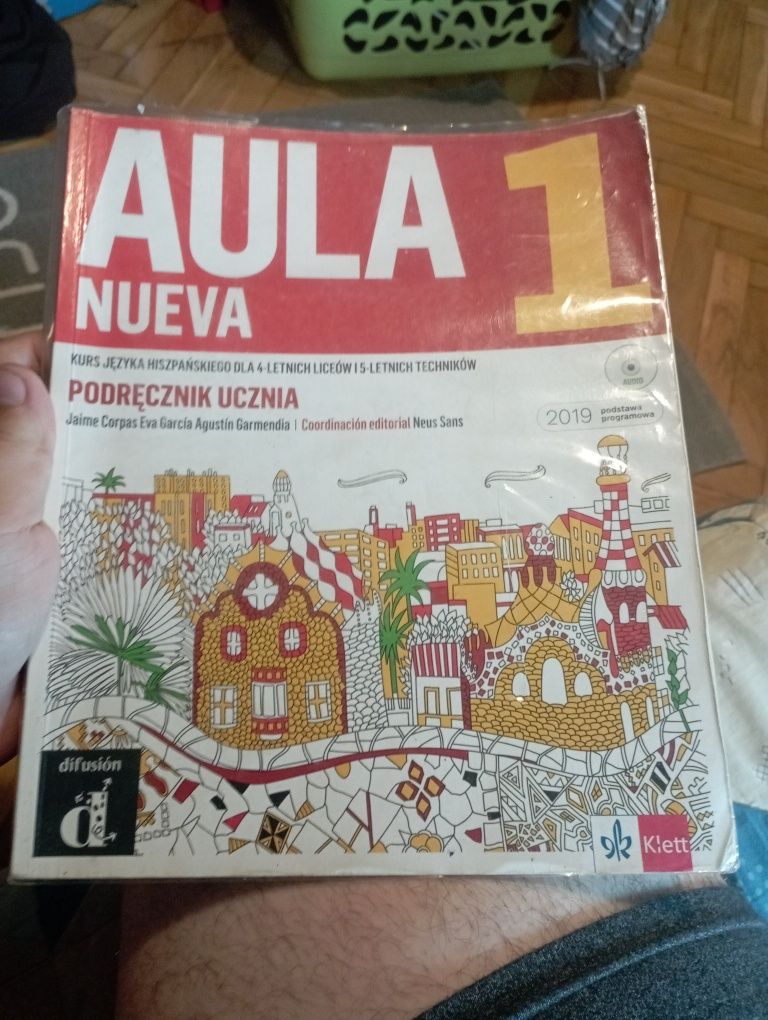 AULA 1
NUEVA
KURS JĘZYKA HISZPAŃSKIEGO DLA 4-LETNICH LICEÓW I 5-LETNICH TECHNIKÓW
AUDIO
PODRĘCZNIK UCZNIA
2019 podstawa
programowa
Jaime Corpas Eva García Agustín Garmendia | Coordinación editorial Neus Sans
difusión
d
Klett